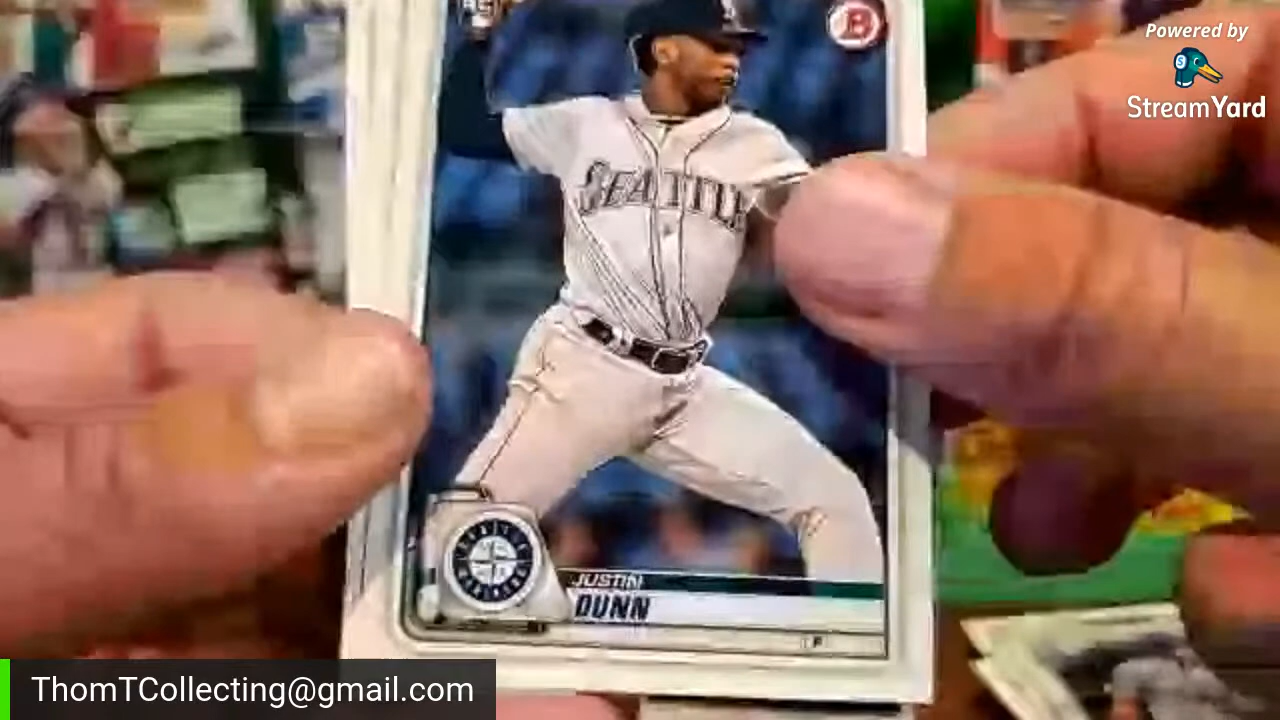 Powered by
StreamYard
B
SEATTLE
JUSTIN
DUNN
P
ThomTCollecting@gmail.com